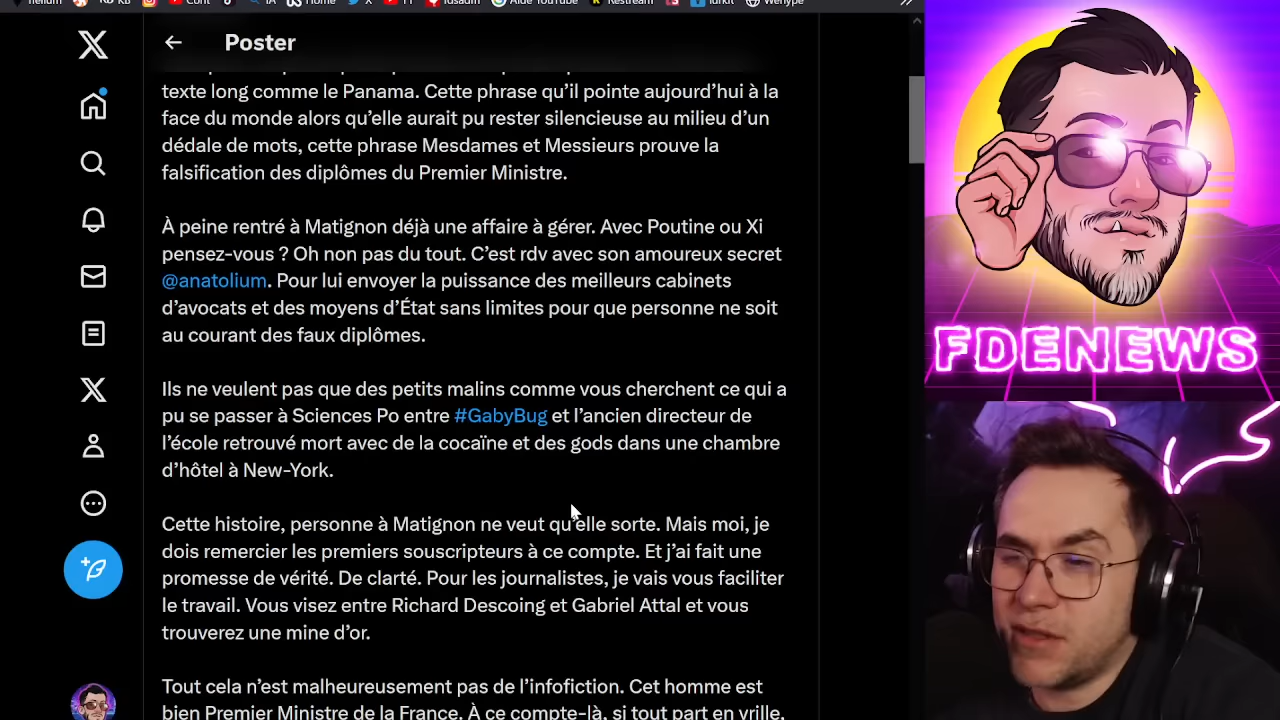 Home
X
Aide YouTube
Restream
Wehype
Poster
texte long comme le Panama. Cette phrase qu’il pointe aujourd’hui à la
face du monde alors qu’elle aurait pu rester silencieuse au milieu d’un
dédale de mots, cette phrase Mesdames et Messieurs prouve la
falsification des diplômes du Premier Ministre.
À peine rentré à Matignon déjà une affaire à gérer. Avec Poutine ou Xi
pensez-vous ? Oh non pas du tout. C’est rdv avec son amoureux secret
@anatolium. Pour lui envoyer la puissance des meilleurs cabinets
d’avocats et des moyens d’État sans limites pour que personne ne soit
au courant des faux diplômes.
Ils ne veulent pas que des petits malins comme vous cherchent ce qui a
pu se passer à Sciences Po entre #GabyBug et l’ancien directeur de
l’école retrouvé mort avec de la cocaïne et des gods dans une chambre
d’hôtel à New-York.
Cette histoire, personne à Matignon ne veut qu’elle sorte. Mais moi, je
dois remercier les premiers souscripteurs à ce compte. Et j’ai fait une
promesse de vérité. De clarté. Pour les journalistes, je vais vous faciliter
le travail. Vous visez entre Richard Descoing et Gabriel Attal et vous
trouverez une mine d’or.
Tout cela n’est malheureusement pas de l’infofiction. Cet homme est
bien Premier Ministre de la France. À ce compte-là, si tout part en vrille,
FDENEWS